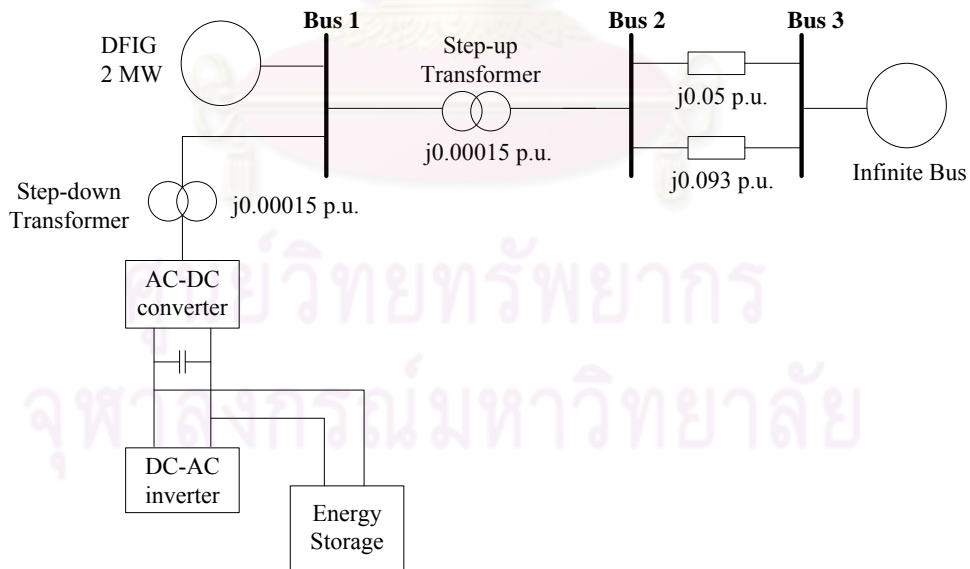 Bus 1
Bus 2
Bus 3
DFIG
2 MW
Step-up
Transformer
j0.00015 p.u.
j0.05 p.u.
j0.093 p.u.
Infinite Bus
Step-down
Transformer
j0.00015 p.u.
AC-DC
converter
DC-AC
inverter
Energy
Storage
ศูนย์วิทยทรัพยากร
จุฬาลงกรณ์มหาวิทยาลัย